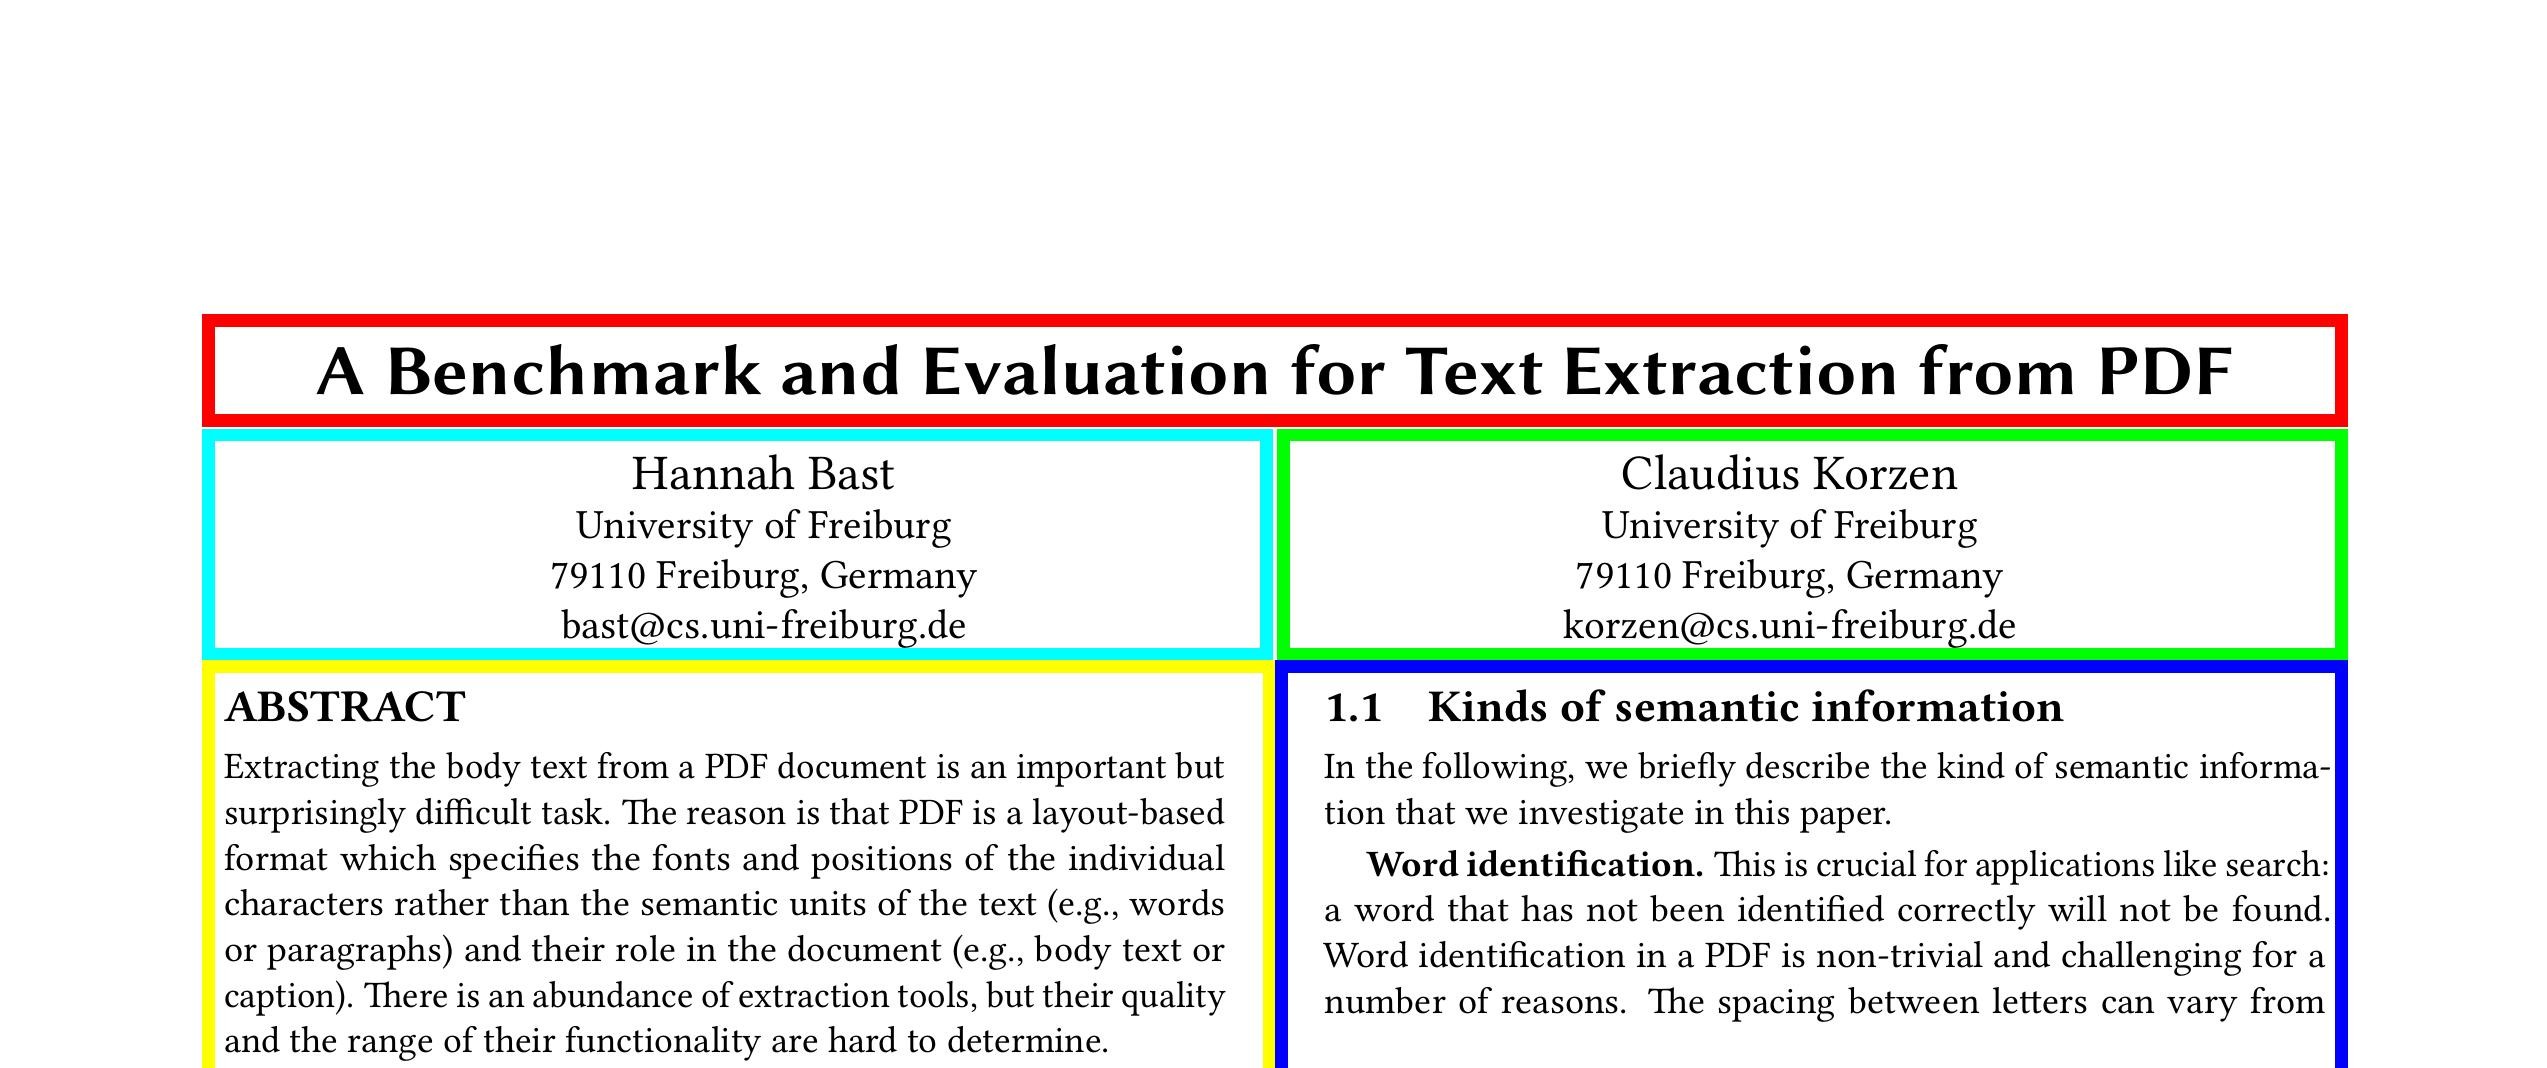 A Benchmark and Evaluation for Text Extraction from PDF
Hannah Bast
University of Freiburg
79110 Freiburg, Germany
bast@cs.uni-freiburg.de
Claudius Korzen
University of Freiburg
79110 Freiburg, Germany
korzen@cs.uni-freiburg.de
ABSTRACT
Extracting the body text from a PDF document is an important but
surprisingly difficult task. The reason is that PDF is a layout-based
format which specifies the fonts and positions of the individual
characters rather than the semantic units of the text (e.g., words
or paragraphs) and their role in the document (e.g., body text or
caption). There is an abundance of extraction tools, but their quality
and the range of their functionality are hard to determine.
1.1 Kinds of semantic information
In the following, we briefly describe the kind of semantic informa-
tion that we investigate in this paper.
Word identification. This is crucial for applications like search:
a word that has not been identified correctly will not be found.
Word identification in a PDF is non-trivial and challenging for a
number of reasons. The spacing between letters can vary from